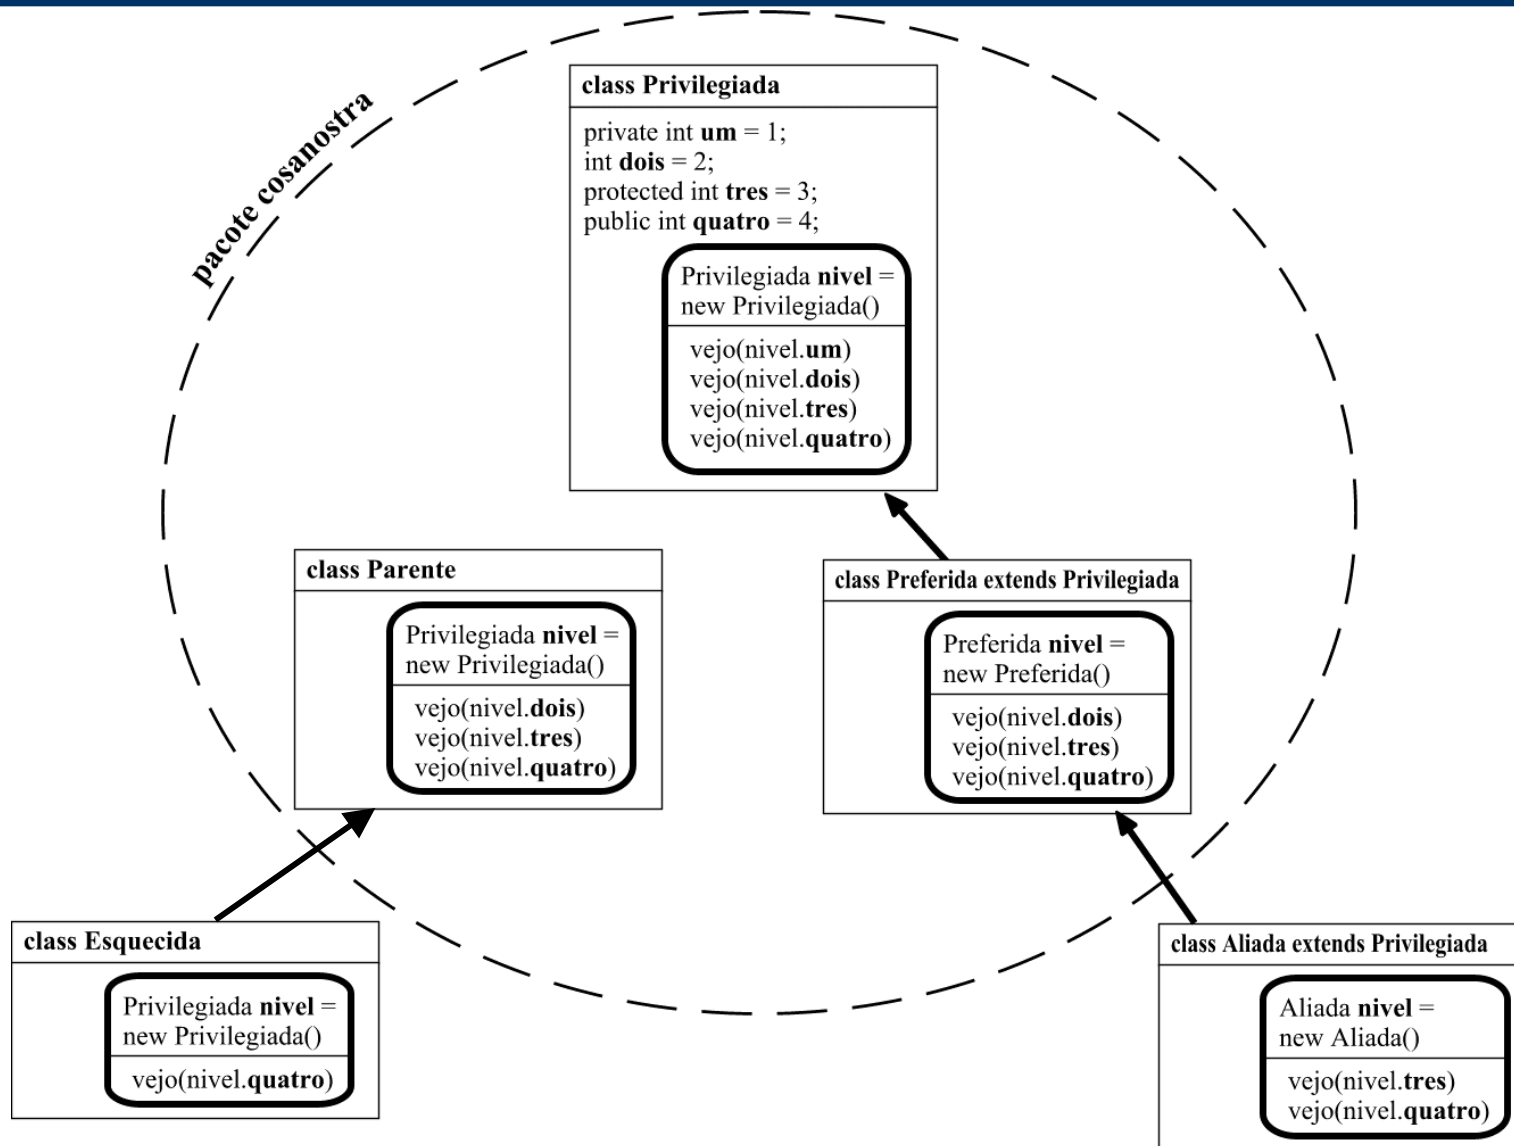 pacote cosanostra
class Privilegiada
private int um = 1;
int dois = 2;
protected int tres = 3;
public int quatro = 4;
Privilegiada nivel =
new Privilegiada()
vejo(nivel.um)
vejo(nivel.dois)
vejo(nivel.tres)
vejo(nivel.quatro)
class Parente
Privilegiada nivel =
new Privilegiada()
vejo(nivel.dois)
vejo(nivel.tres)
vejo(nivel.quatro)
class Preferida extends Privilegiada
Preferida nivel =
new Preferida()
vejo(nivel.dois)
vejo(nivel.tres)
vejo(nivel.quatro)
class Esquecida
Privilegiada nivel =
new Privilegiada()
vejo(nivel.quatro)
class Aliada extends Privilegiada
Aliada nivel =
new Aliada()
vejo(nivel.tres)
vejo(nivel.quatro)